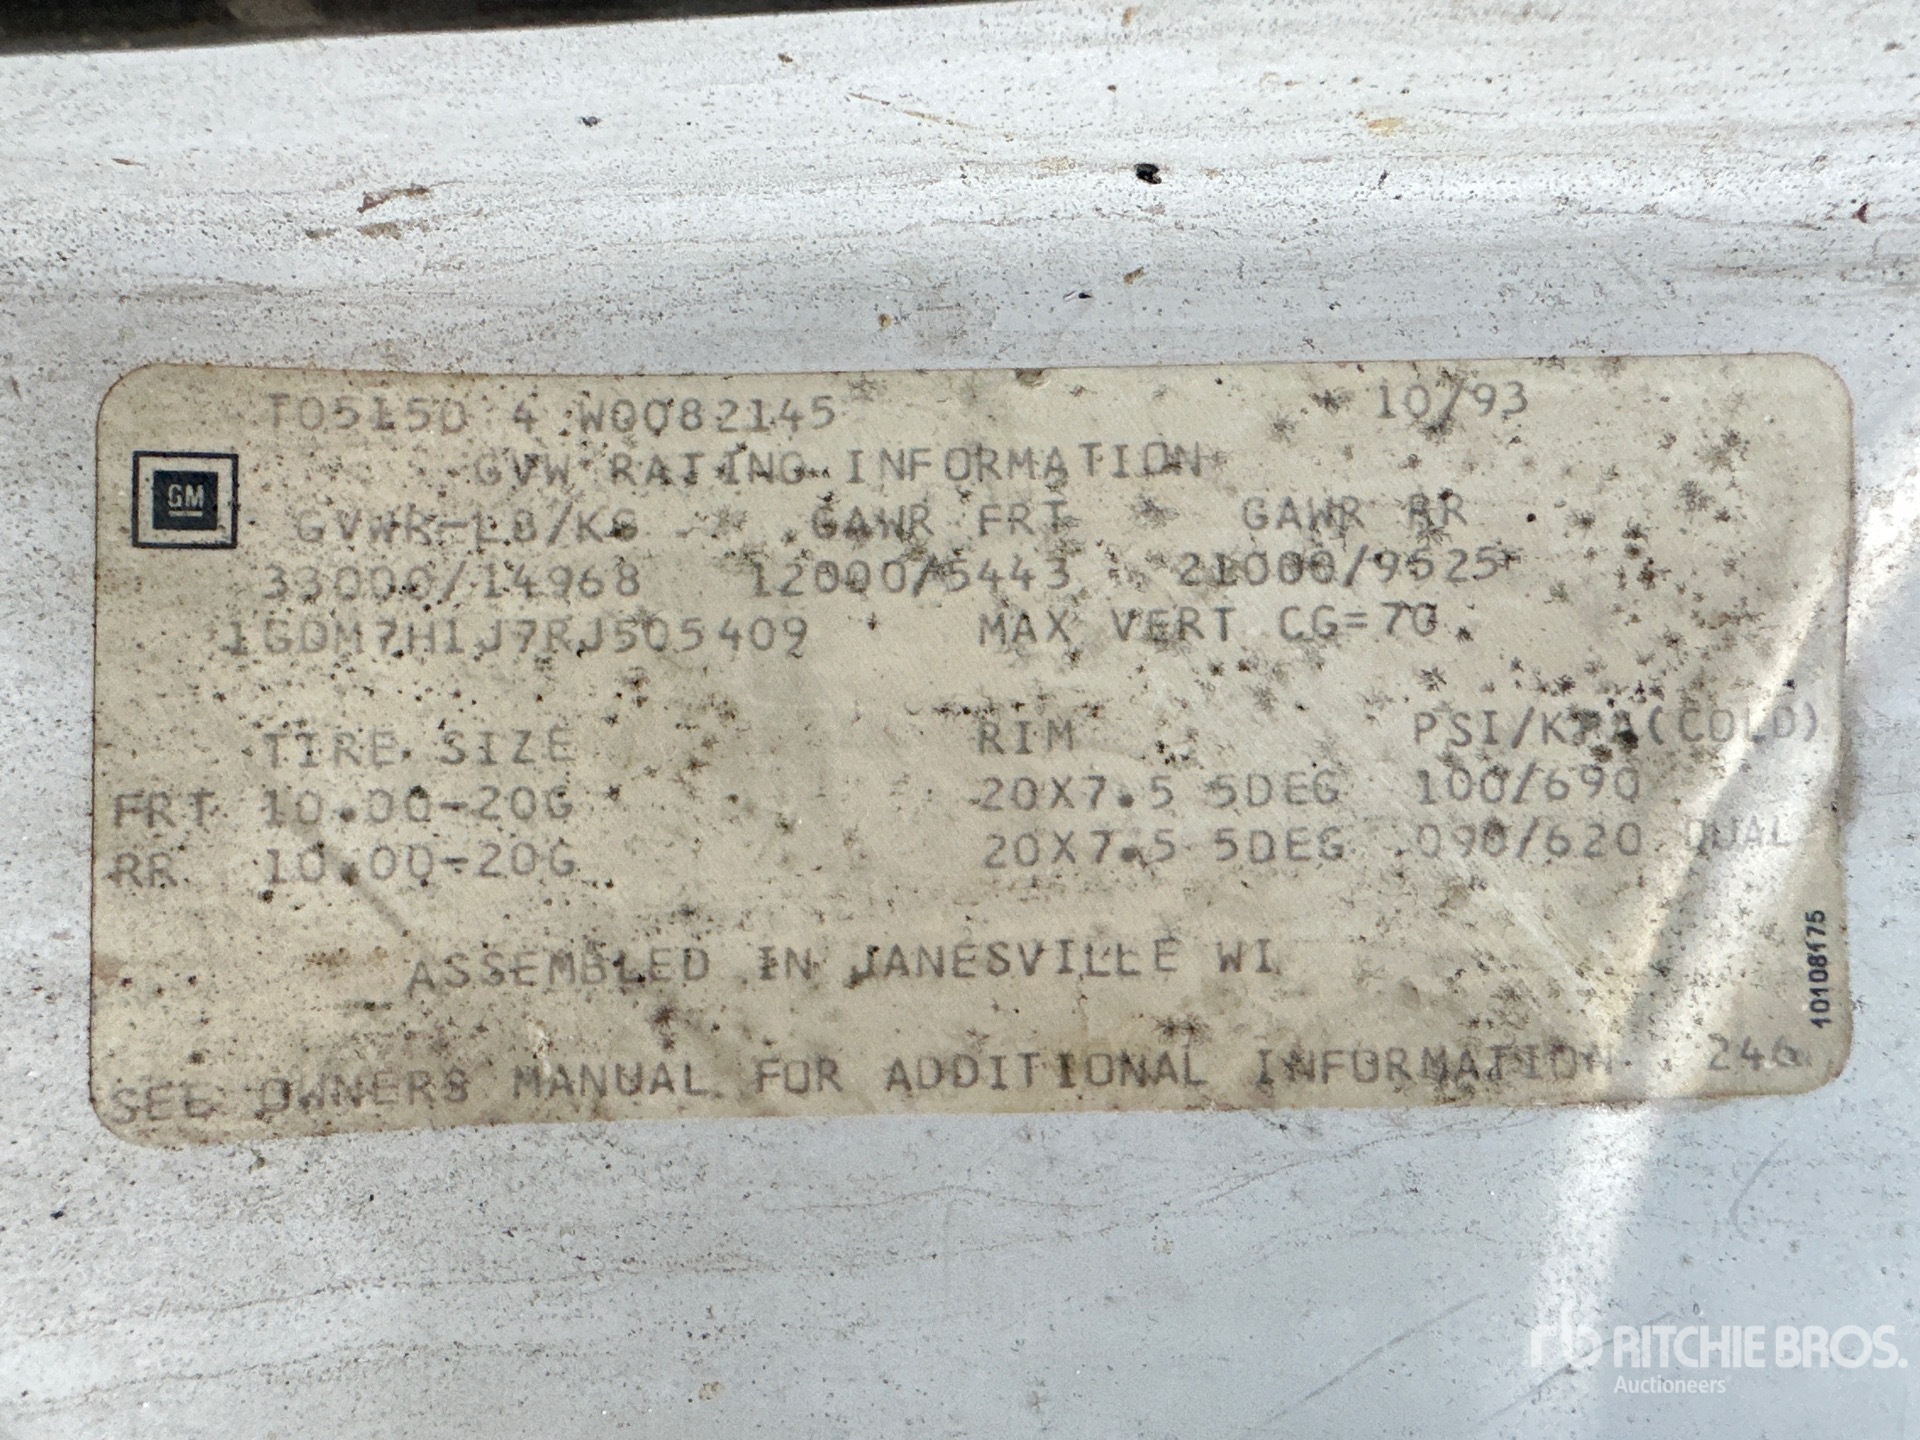 T05150 4 W0082145 10/93
GVW RATING INFORMATION
GM
GVWR-LB/KG GAWR FRT GAWR RR
33000/14968 12000/5443 21000/9525
1GDM7H1J7RJ505409 MAX VERT CG=70
TIRE SIZE RIM PSI/KPA(COLD)
FRT 10.00-20G 20X7.5 5DEG 100/690
RR 10.00-20G 20X7.5 5DEG 090/620 DUAL
ASSEMBLED IN JANESVILLE WI
10108175
SEE OWNERS MANUAL FOR ADDITIONAL INFORMATION 246
rb RITCHIE BROS.
Auctioneers